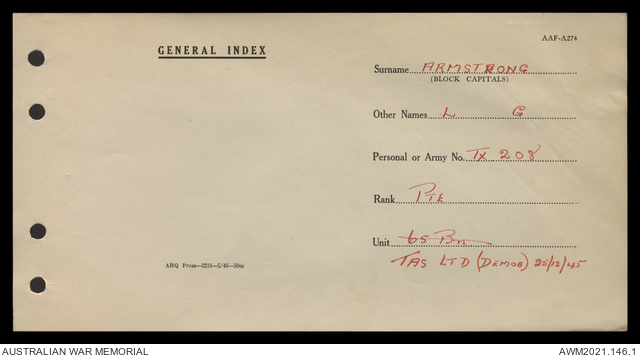 AAF-A274
GENERAL INDEX
Surname ARMSTRONG
(BLOCK CAPITALS)
Other Names L G
Personal or Army No. TX 208
Rank PTE
Unit 65 Bn
TAS LTD (DEMOB) 25/12/45
AHQ Press—5216—5/46—50m
AUSTRALIAN WAR MEMORIAL
AWM2021.146.1